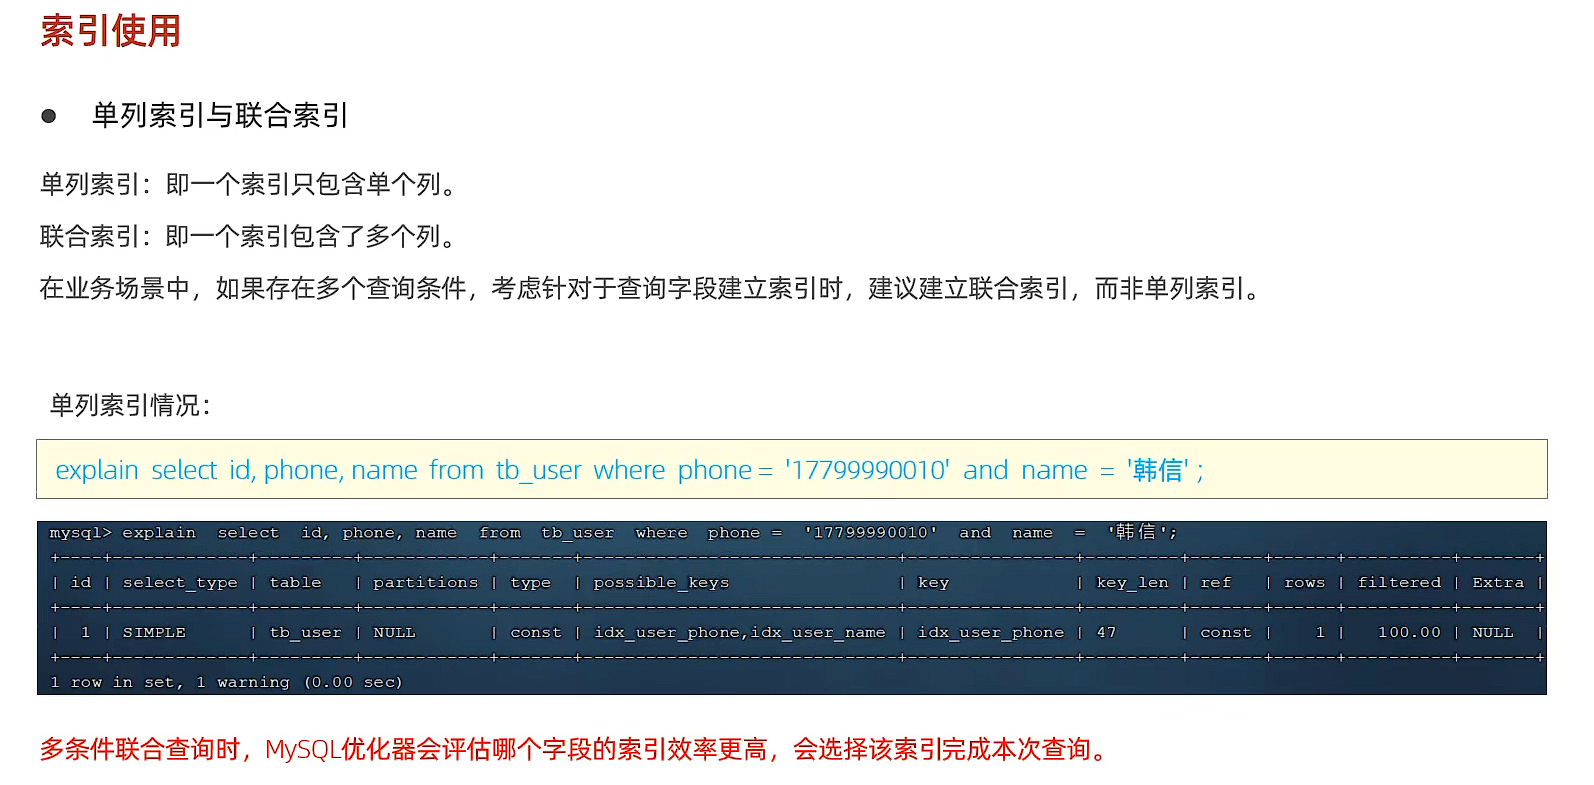 索引使用
● 单列索引与联合索引
单列索引：即一个索引只包含单个列。
联合索引：即一个索引包含了多个列。
在业务场景中，如果存在多个查询条件，考虑针对于查询字段建立索引时，建议建立联合索引，而非单列索引。
单列索引情况：
explain select id, phone, name from tb_user where phone = '17799990010' and name = '韩信' ;
mysql> explain select id, phone, name from tb_user where phone = '17799990010' and name = '韩信';
+----+-------------+---------+------------+-------+------------------------------+----------------+---------+-------+------+----------+-------+
| id | select_type | table | partitions | type | possible_keys | key | key_len | ref | rows | filtered | Extra |
+----+-------------+---------+------------+-------+------------------------------+----------------+---------+-------+------+----------+-------+
| 1 | SIMPLE | tb_user | NULL | const | idx_user_phone,idx_user_name | idx_user_phone | 47 | const | 1 | 100.00 | NULL |
+----+-------------+---------+------------+-------+------------------------------+----------------+---------+-------+------+----------+-------+
1 row in set, 1 warning (0.00 sec)
多条件联合查询时，MySQL优化器会评估哪个字段的索引效率更高，会选择该索引完成本次查询。